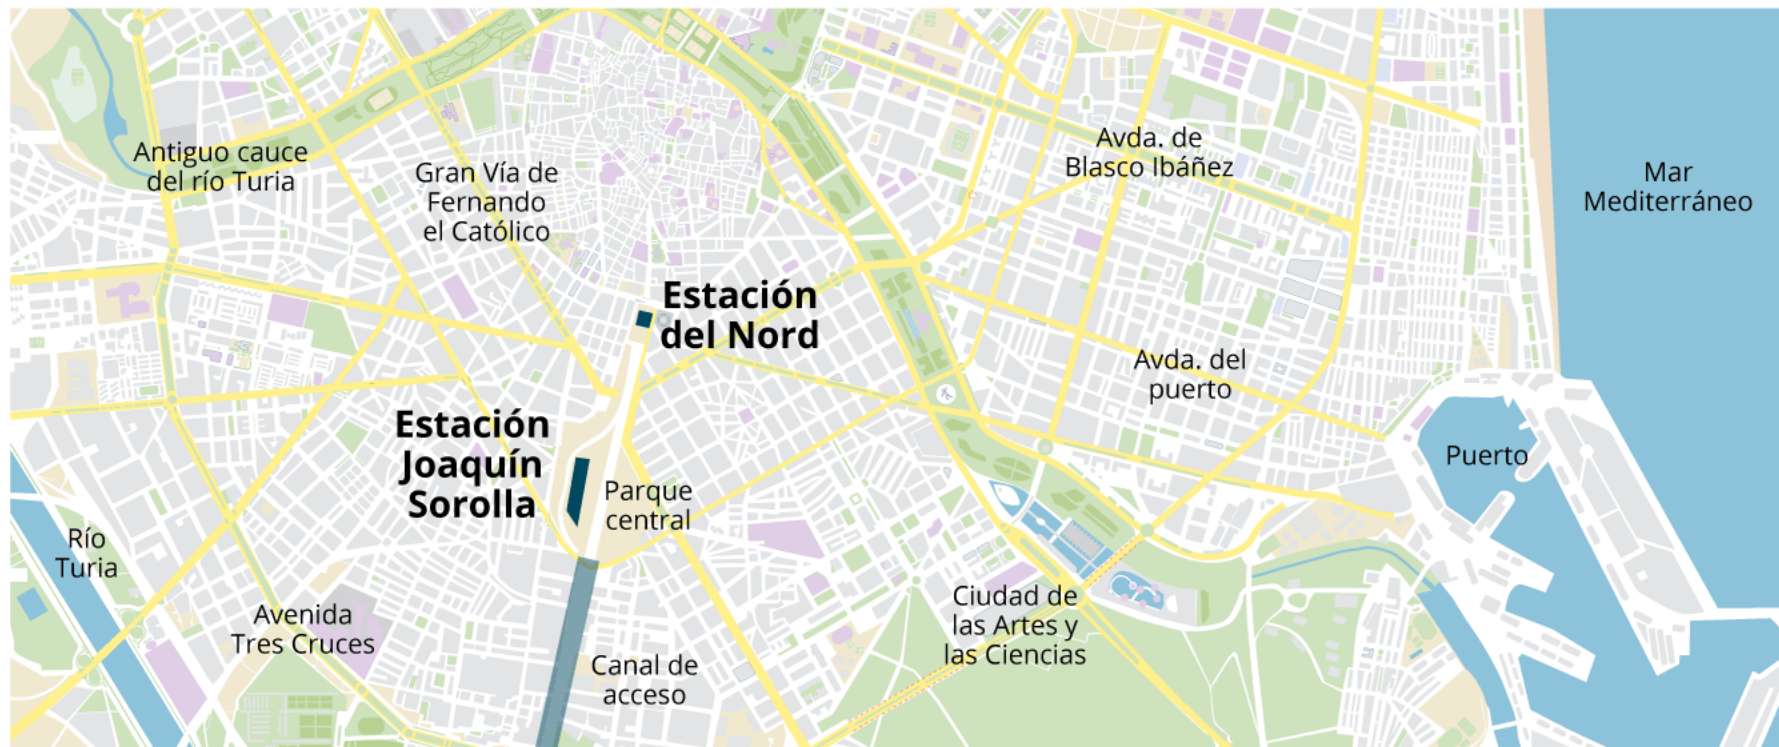 Antiguo cauce
del río Turia
Gran Vía de
Fernando
el Católico
Avda. de
Blasco Ibáñez
Mar
Mediterráneo
Estación
del Nord
Avda. del
puerto
Estación
Joaquín
Sorolla
Parque
central
Puerto
Río
Turia
Avenida
Tres Cruces
Canal de
acceso
Ciudad de
las Artes y
las Ciencias